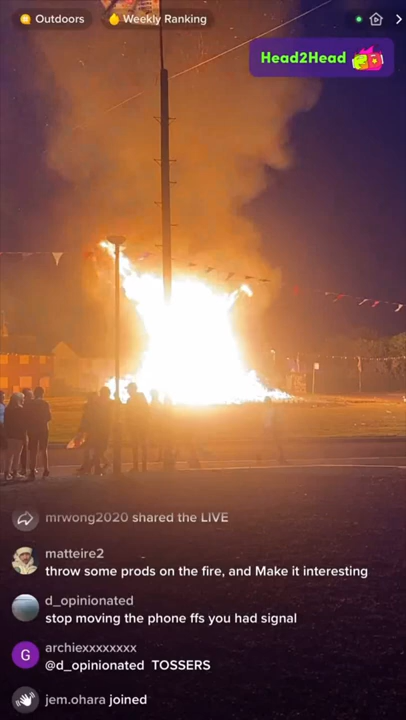 Outdoors
Weekly Ranking
Head2Head
mrwong2020 shared the LIVE
matteire2
throw some prods on the fire, and Make it interesting
d_opinionated
stop moving the phone ffs you had signal
G
archiexxxxxxxx
@d_opinionated TOSSERS
jem.ohara joined